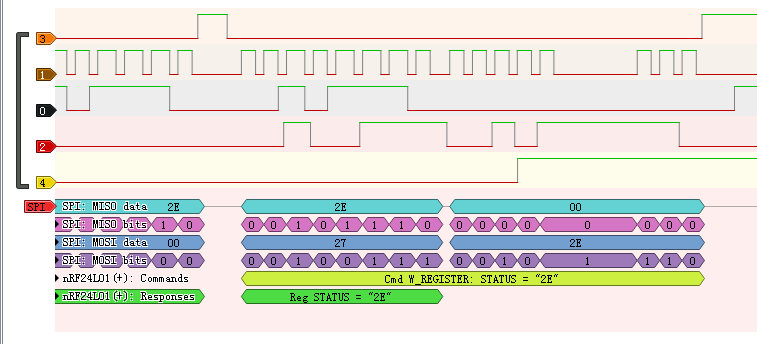 3
1
0
2
4
SPI SPI: MISO data 2E 2E 00
SPI: MISO bits 1 0 0 0 1 0 1 1 1 0 0 0 0 0 0 0 0 0
SPI: MOSI data 00 27 2E
SPI: MOSI bits 0 0 0 0 1 0 0 1 1 1 0 0 1 0 1 1 1 0
nRF24L01(+): Commands Cmd W_REGISTER: STATUS = "2E"
nRF24L01(+): Responses Reg STATUS = "2E"